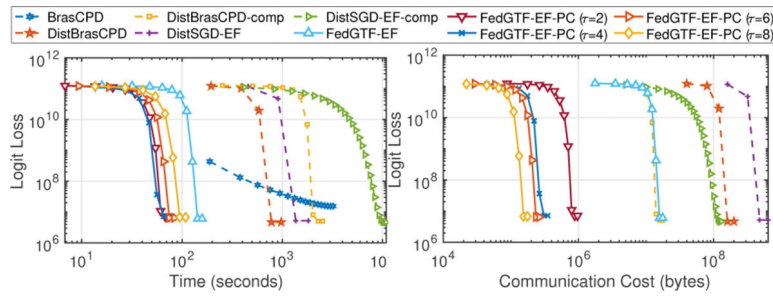 BrasCPD DistBrasCPD-comp DistSGD-EF-comp FedGTF-EF-PC (τ=2) FedGTF-EF-PC (τ=6)
DistBrasCPD DistSGD-EF FedGTF-EF FedGTF-EF-PC (τ=4) FedGTF-EF-PC (τ=8)
Logit Loss
10^12
10^10
10^8
10^6
10^1 10^2 10^3 10
Time (seconds)
Logit Loss
10^12
10^10
10^8
10^6
10^4 10^6 10^8
Communication Cost (bytes)